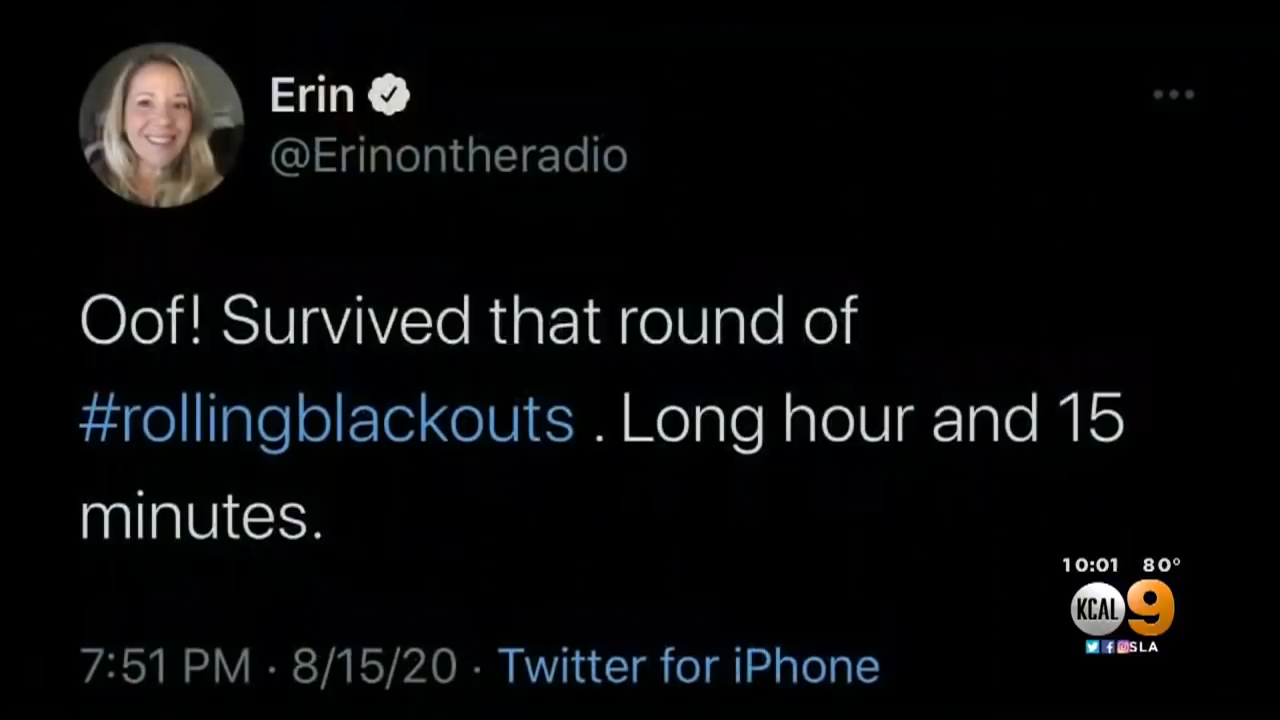 Erin
@Erinontheradio
Oof! Survived that round of
#rollingblackouts . Long hour and 15
minutes.
10:01 80°
KCAL 9
SLA
7:51 PM · 8/15/20 · Twitter for iPhone